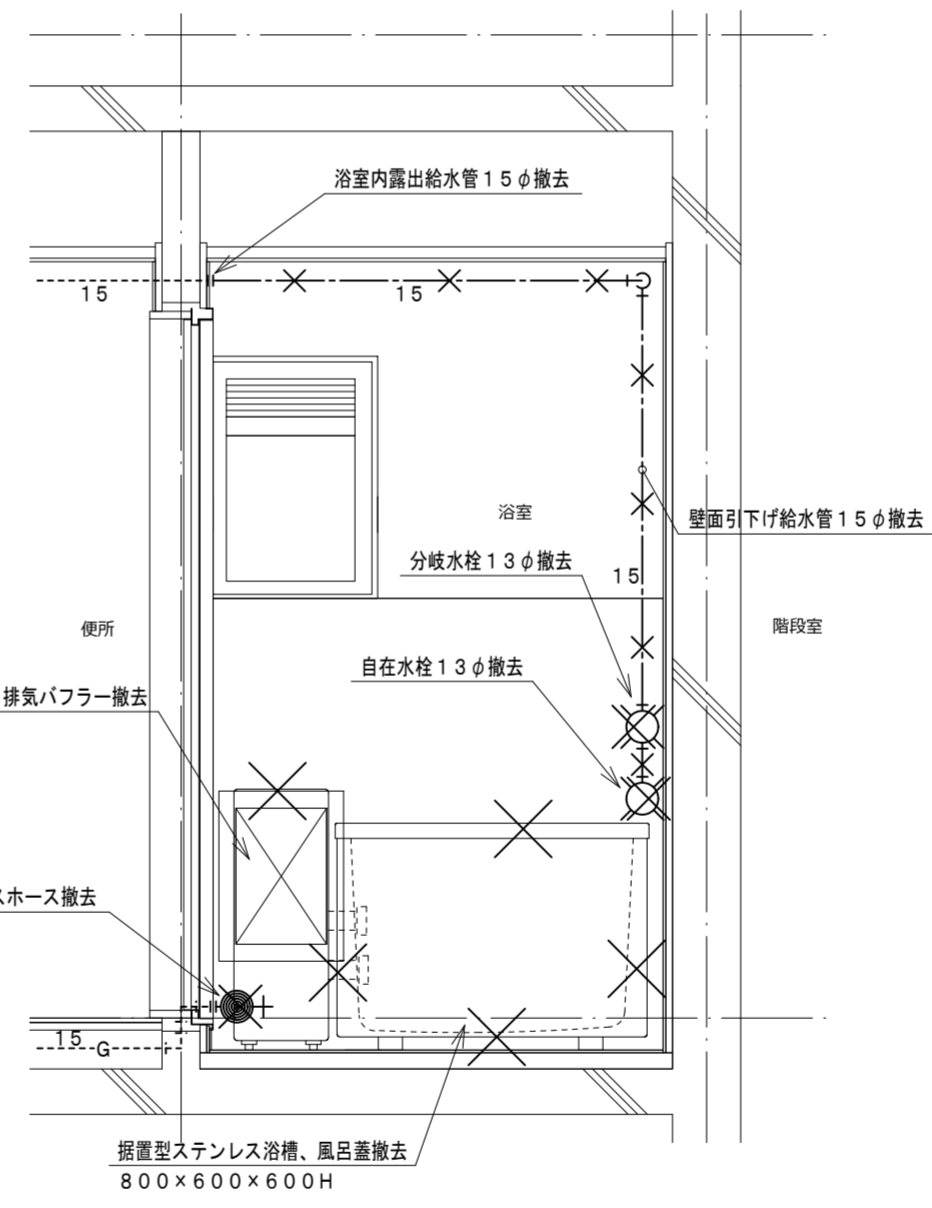 浴室内露出給水管15φ撤去
15
15
浴室
壁面引下げ給水管15φ撤去
分岐水栓13φ撤去
15
便所
階段室
自在水栓13φ撤去
排気バフラー撤去
スホース撤去
15
G
据置型ステンレス浴槽、風呂蓋撤去
800×600×600H